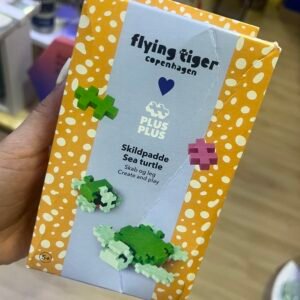 flying tiger
copenhagen
PLUS
PLUS
Skildpadde
Sea turtle
Skab og leg
Create and play